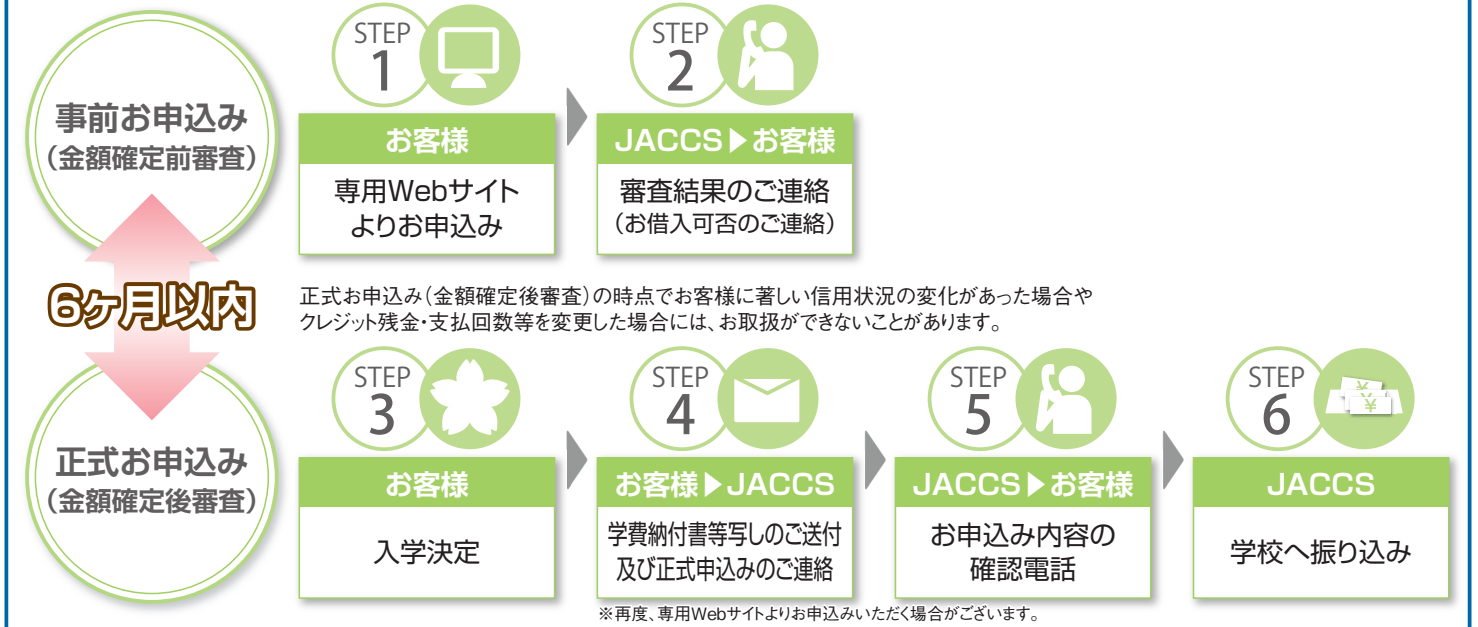 事前お申込み
(金額確定前審査)
STEP
1
お客様
専用Webサイト
よりお申込み
STEP
2
JACCS▶お客様
審査結果のご連絡
(お借入可否のご連絡)
6ヶ月以内
正式お申込み(金額確定後審査)の時点でお客様に著しい信用状況の変化があった場合や
クレジット残金・支払回数等を変更した場合には、お取扱ができないことがあります。
正式お申込み
(金額確定後審査)
STEP
3
お客様
入学決定
STEP
4
お客様▶JACCS
学費納付書等写しのご送付
及び正式申込みのご連絡
※再度、専用Webサイトよりお申込みいただく場合がございます。
STEP
5
JACCS▶お客様
お申込み内容の
確認電話
STEP
6
JACCS
学校へ振り込み